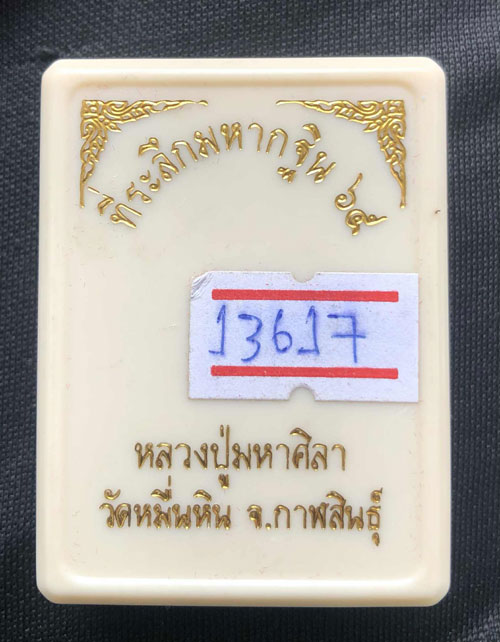 ที่ระลึกมหากฐิน ๖๕
13617
หลวงปู่มหาศิลา
วัดหมื่นหิน จ.กาฬสินธุ์